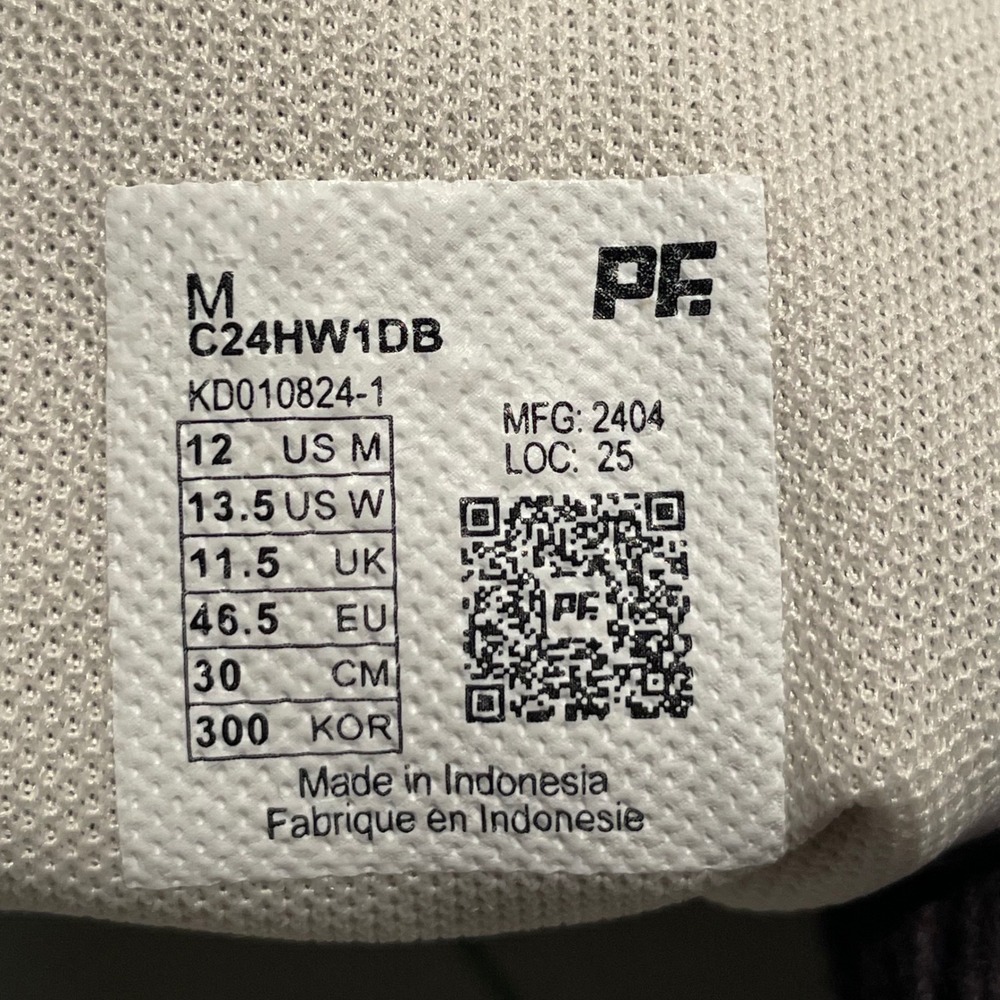 PF.
M
C24HW1DB
KD010824-1
MFG: 2404
LOC: 25
12 US M
13.5 US W
11.5 UK
46.5 EU
30 CM
300 KOR
PF.
Made in Indonesia
Fabrique en Indonesie